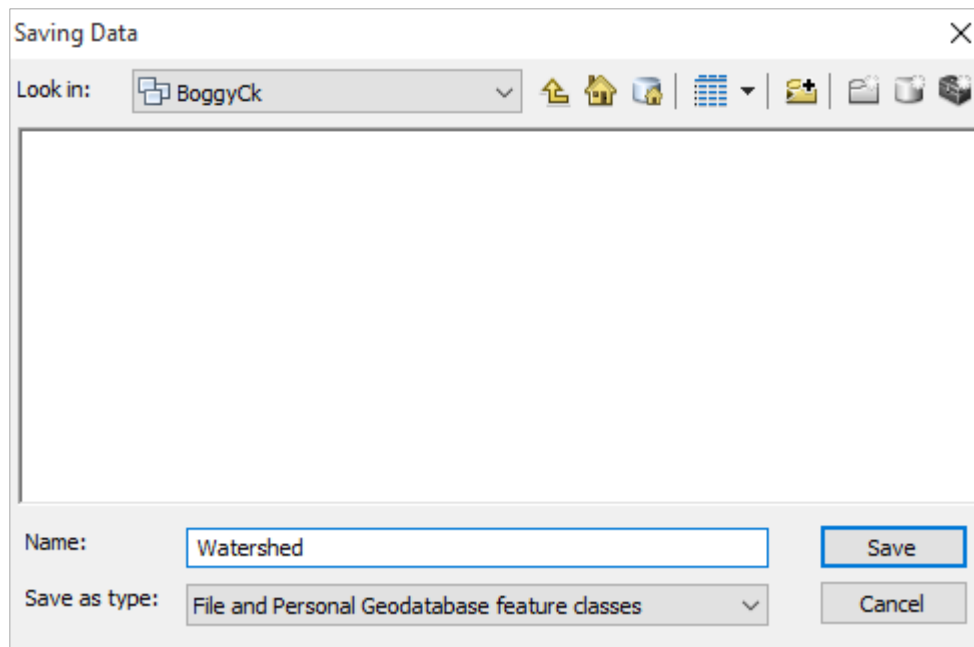 Saving Data
Look in: BoggyCk
Name: Watershed Save
Save as type: File and Personal Geodatabase feature classes Cancel